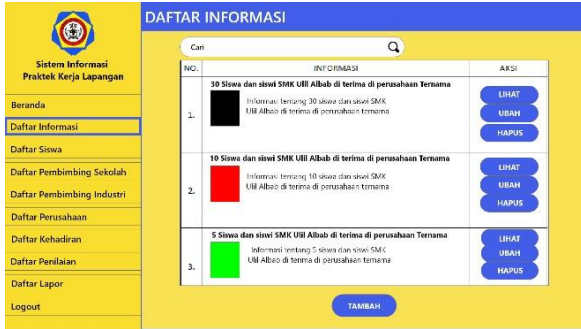 DAFTAR INFORMASI
Sistem Informasi
Praktek Kerja Lapangan
Beranda
Daftar Informasi
Daftar Siswa
Daftar Pembimbing Sekolah
Daftar Pembimbing Industri
Daftar Perusahaan
Daftar Kehadiran
Daftar Penilaian
Daftar Lapor
Logout
Cari
NO. INFORMASI AKSI
1.
30 Siswa dan siswi SMK Ulil Albab di terima di perusahaan Ternama
Informasi tentang 30 siswa dan siswi SMK
Ulil Albab di terima di perusahaan ternama
LIHAT
UBAH
HAPUS
2.
10 Siswa dan siswi SMK Ulil Albab di terima di perusahaan Ternama
Informasi tentang 10 siswa dan siswi SMK
Ulil Albab di terima di perusahaan ternama
LIHAT
UBAH
HAPUS
3.
5 Siswa dan siswi SMK Ulil Albab di terima di perusahaan Ternama
Informasi tentang 5 siswa dan siswi SMK
Ulil Albab di terima di perusahaan ternama
LIHAT
UBAH
HAPUS
TAMBAH